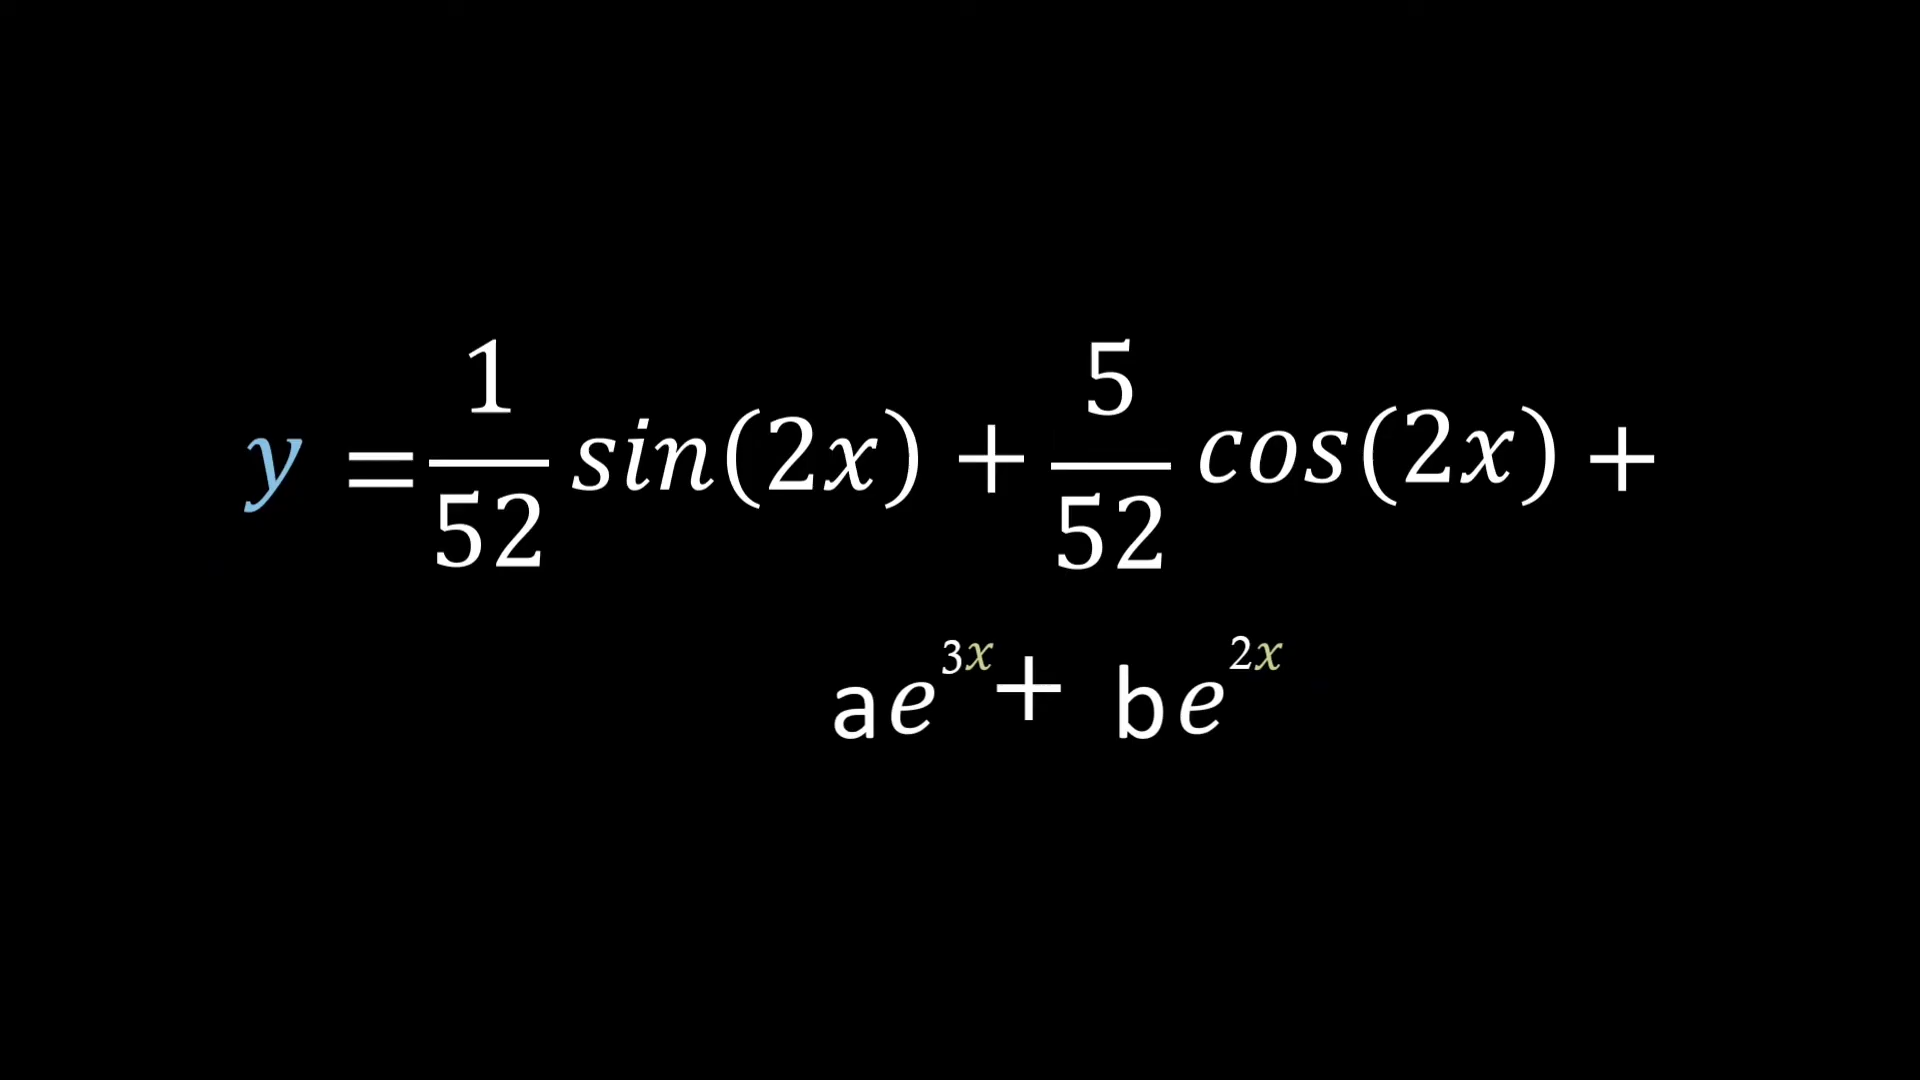 y = 1/52 sin(2x) + 5/52 cos(2x) +
ae^{3x} + be^{2x}